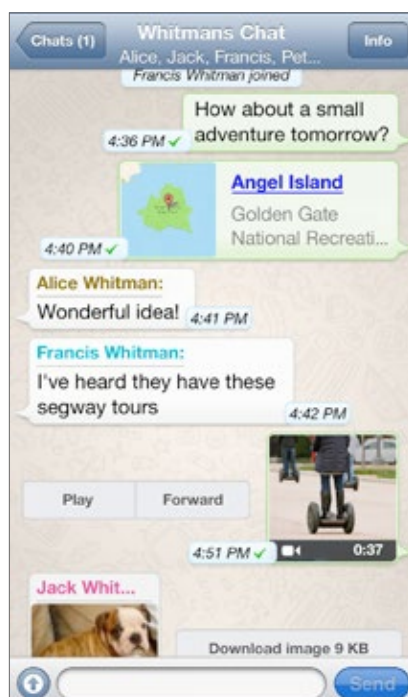 Chats (1)
Whitmans Chat
Info
Alice, Jack, Francis, Pet...
Francis Whitman joined
How about a small
adventure tomorrow?
4:36 PM
Angel Island
Golden Gate
National Recreati...
4:40 PM
Alice Whitman:
Wonderful idea!
4:41 PM
Francis Whitman:
I've heard they have these
segway tours
4:42 PM
Play
Forward
4:51 PM
0:37
Jack Whit...
Download image 9 KB
Send